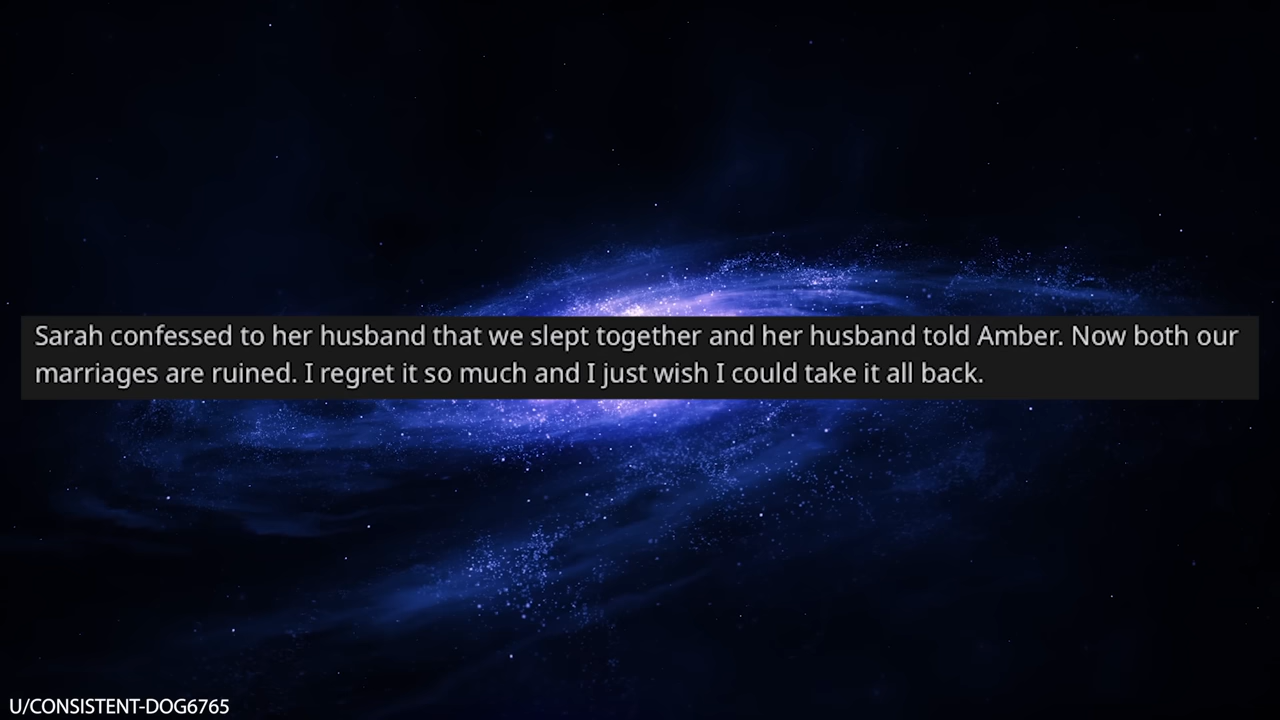 Sarah confessed to her husband that we slept together and her husband told Amber. Now both our
marriages are ruined. I regret it so much and I just wish I could take it all back.
U/CONSISTENT-DOG6765